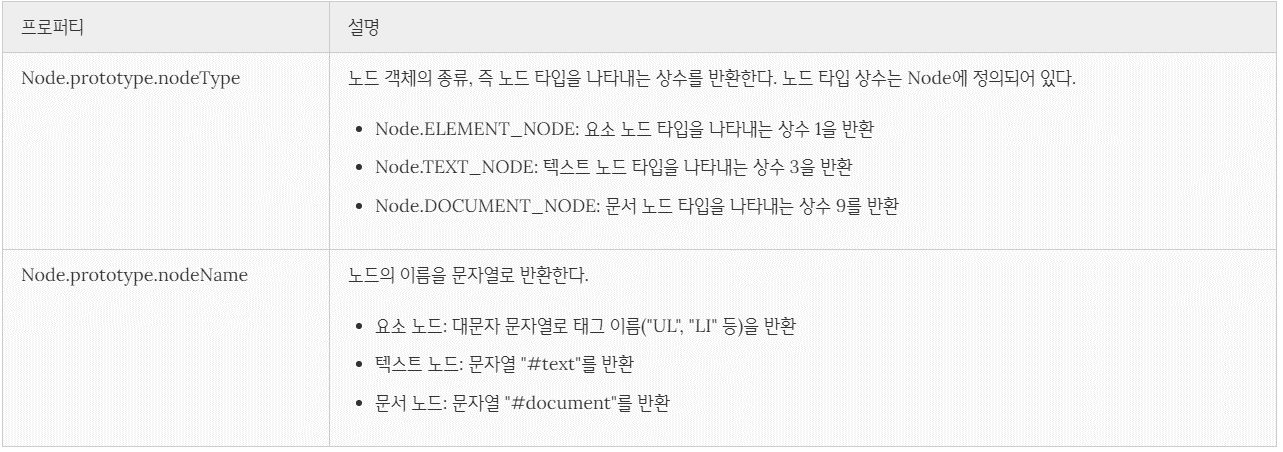 프로퍼티 설명
Node.prototype.nodeType 노드 객체의 종류, 즉 노드 타입을 나타내는 상수를 반환한다. 노드 타입 상수는 Node에 정의되어 있다.
• Node.ELEMENT_NODE: 요소 노드 타입을 나타내는 상수 1을 반환
• Node.TEXT_NODE: 텍스트 노드 타입을 나타내는 상수 3을 반환
• Node.DOCUMENT_NODE: 문서 노드 타입을 나타내는 상수 9를 반환
Node.prototype.nodeName 노드의 이름을 문자열로 반환한다.
• 요소 노드: 대문자 문자열로 태그 이름("UL", "LI" 등)을 반환
• 텍스트 노드: 문자열 "#text"를 반환
• 문서 노드: 문자열 "#document"를 반환